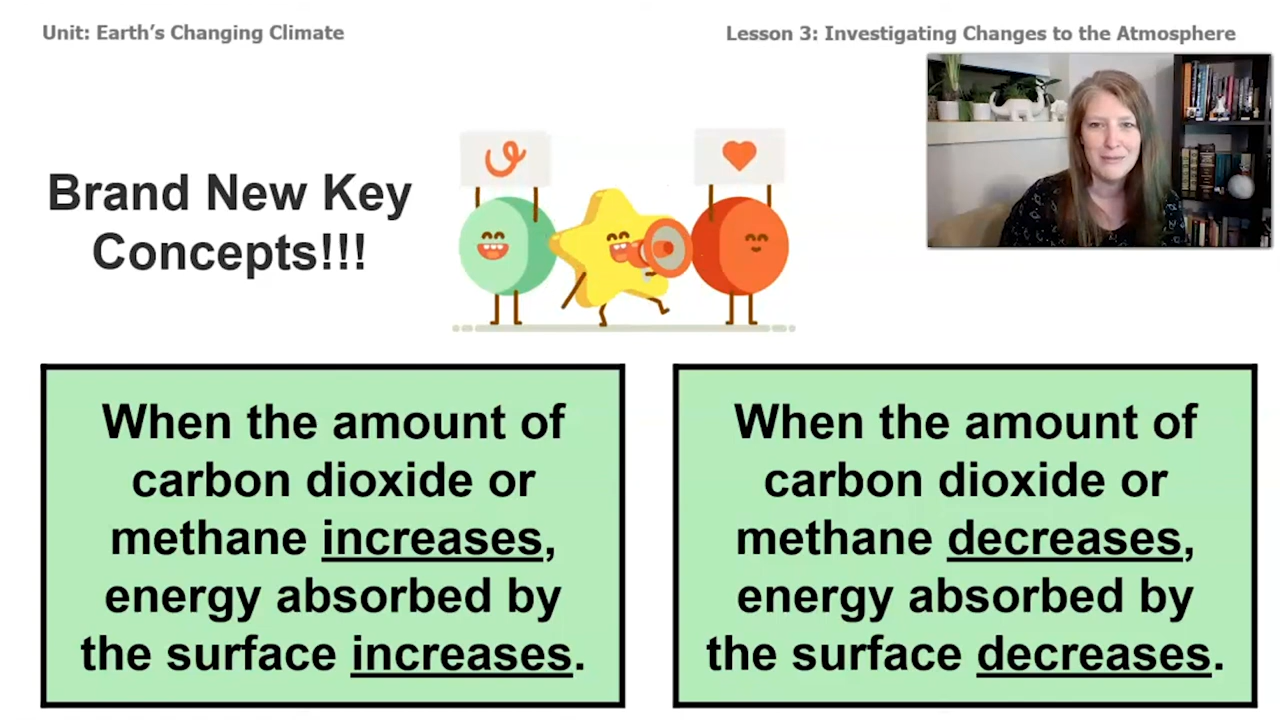 Unit: Earth's Changing Climate
Lesson 3: Investigating Changes to the Atmosphere
Brand New Key
Concepts!!!
When the amount of
carbon dioxide or
methane increases,
energy absorbed by
the surface increases.
When the amount of
carbon dioxide or
methane decreases,
energy absorbed by
the surface decreases.